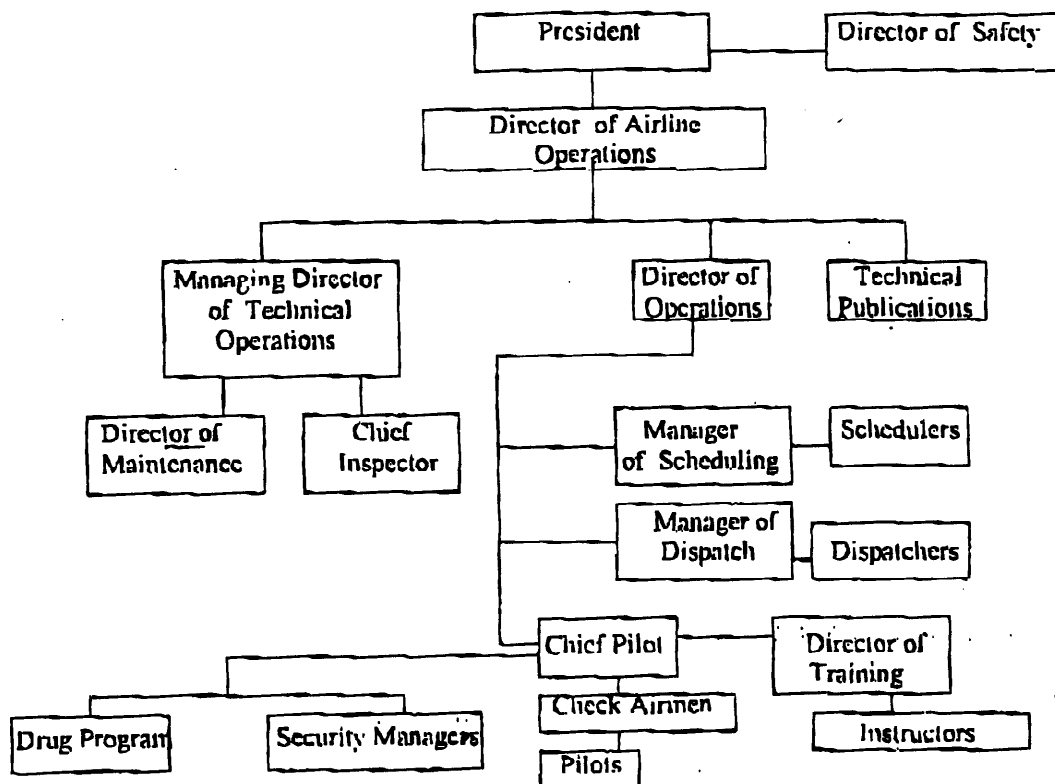 President
Director of Safety
Director of Airline
Operations
Managing Director
of Technical
Operations
Director of
Operations
Technical
Publications
Director of
Maintenance
Chief
Inspector
Manager
of Scheduling
Schedulers
Manager of
Dispatch
Dispatchers
Chief Pilot
Director of
Training
Check Airmen
Instructors
Drug Program
Security Managers
Pilots